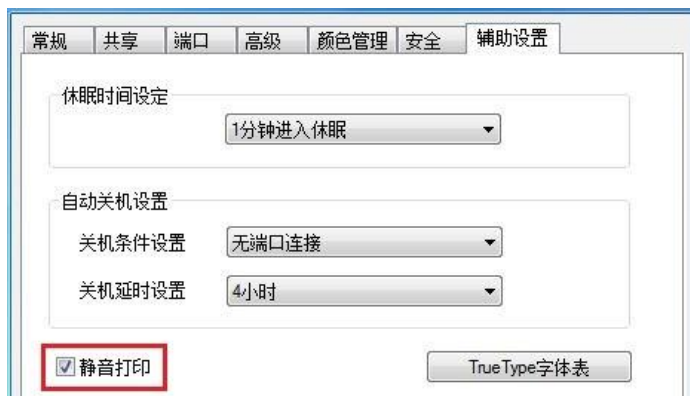 常规 共享 端口 高级 颜色管理 安全 辅助设置
休眠时间设定
1分钟进入休眠
自动关机设置
关机条件设置 无端口连接
关机延时设置 4小时
静音打印 TrueType字体表